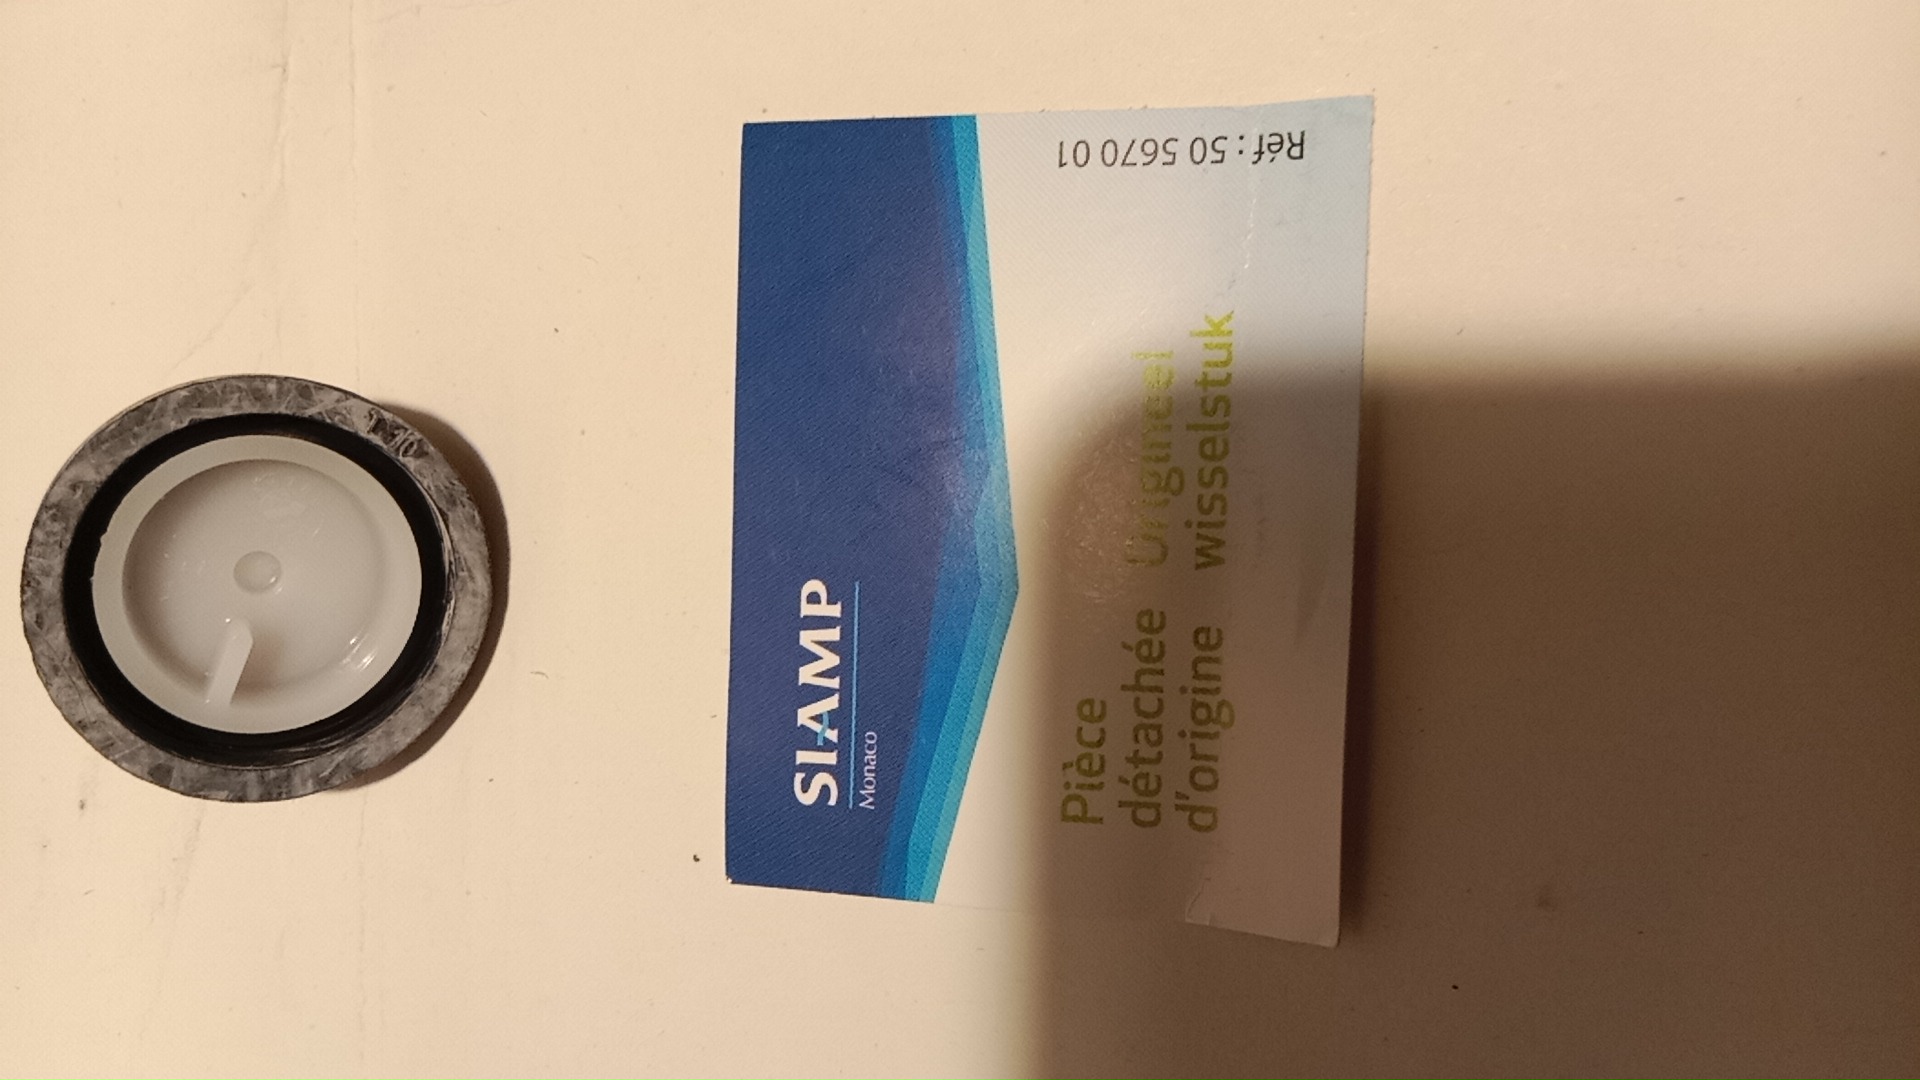 SIAMP
Monaco
Pièce
détachée
d'origine
Origineel
wisselstuk
Réf : 50 5670 01